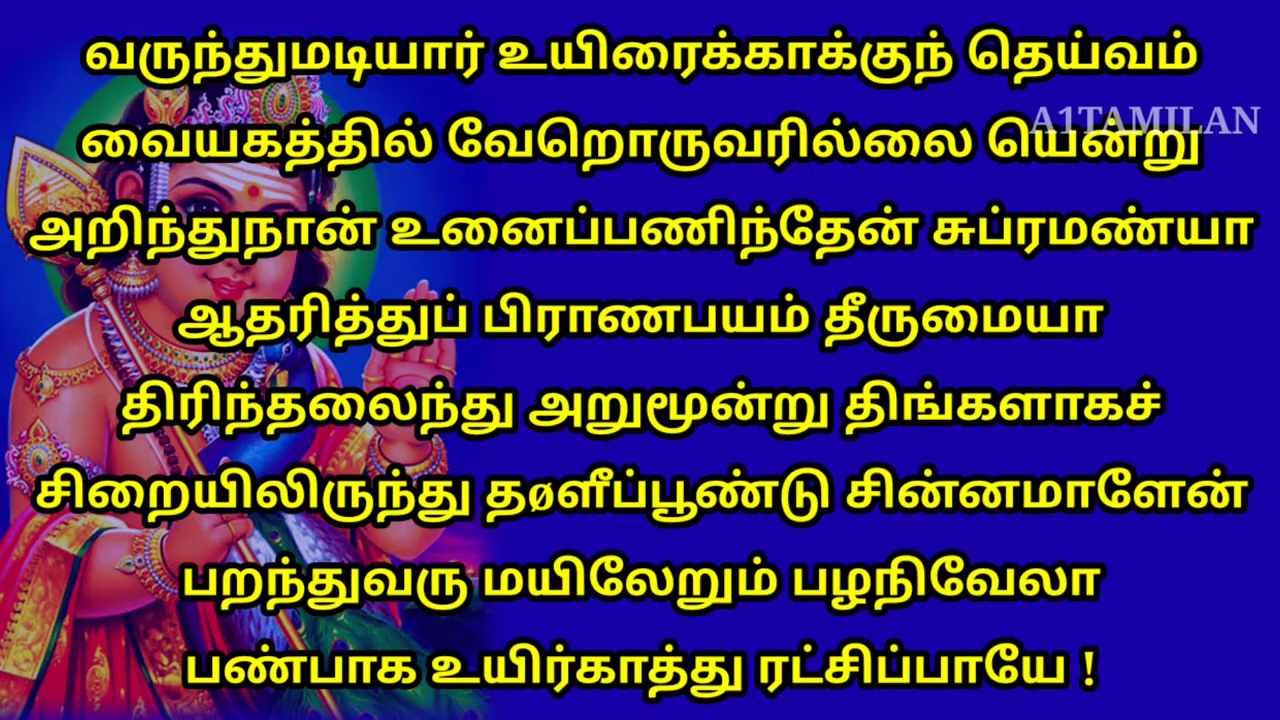 வருந்துமடியார் உயிரைக்காக்குந் தெய்வம்
A1TAMILAN
வையகத்தில் வேறொருவரில்லை யென்று
அறிந்துநான் உனைப்பணிந்தேன் சுப்ரமண்யா
ஆதரித்துப் பிராணபயம் தீருமையா
திரிந்தலைந்து அறுமூன்று திங்களாகச்
சிறையிலிருந்து தøளீப்பூண்டு சின்னமாளேன்
பறந்துவரு மயிலேறும் பழநிவேலா
பண்பாக உயிர்காத்து ரட்சிப்பாயே !